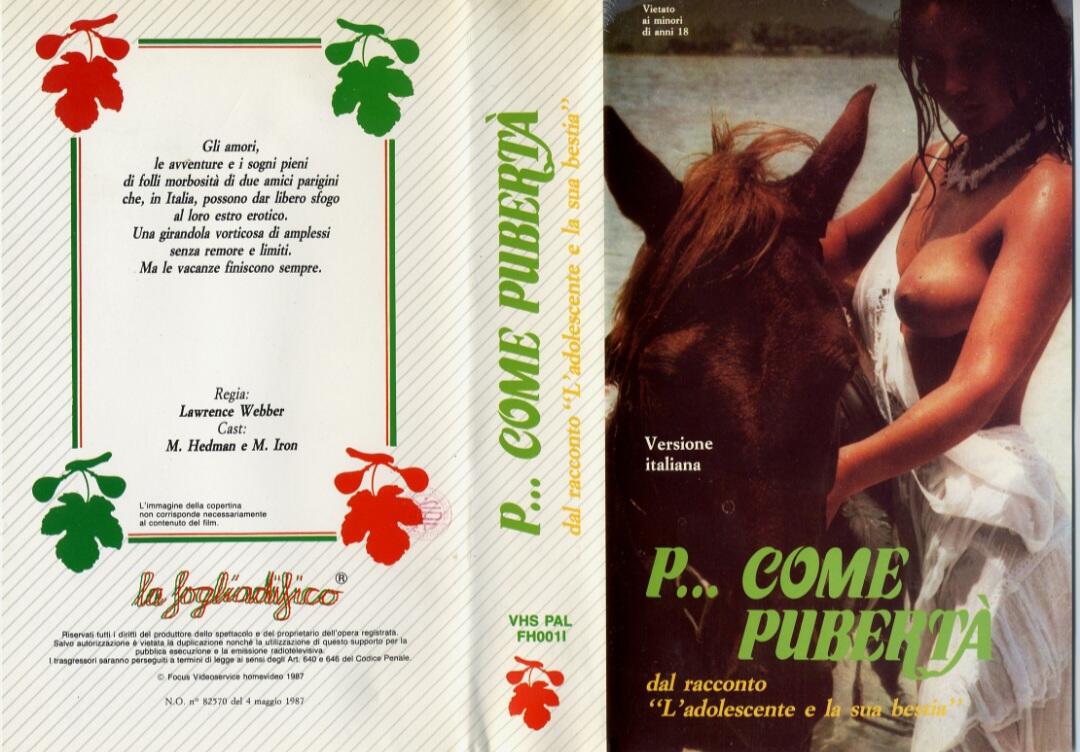 Gli amori,
le avventure e i sogni pieni
di folli morbosità di due amici parigini
che, in Italia, possono dar libero sfogo
al loro estro erotico.
Una girandola vorticosa di amplessi
senza remore e limiti.
Ma le vacanze finiscono sempre.
Regia:
Lawrence Webber
Cast:
M. Hedman e M. Iron
L'immagine della copertina
non corrisponde necessariamente
al contenuto del film.
la fogliadifico ®
Riservati tutti i diritti del produttore dello spettacolo e del proprietario dell'opera registrata.
Salvo autorizzazione è vietata la duplicazione nonchè la utilizzazione di questo supporto per la
pubblica esecuzione e la emissione radiotelevisiva.
I trasgressori saranno perseguiti a termini di legge ai sensi degli Art. 640 e 646 del Codice Penale.
© Focus Videoservice homevideo 1987
N.O. n° 82570 del 4 maggio 1987
P... COME PUBERTÀ
dal racconto “L'adolescente e la sua bestia”
VHS PAL
FH001I
Vietato
ai minori
di anni 18
Versione
italiana
P... COME
PUBERTÀ
dal racconto
“L'adolescente e la sua bestia”